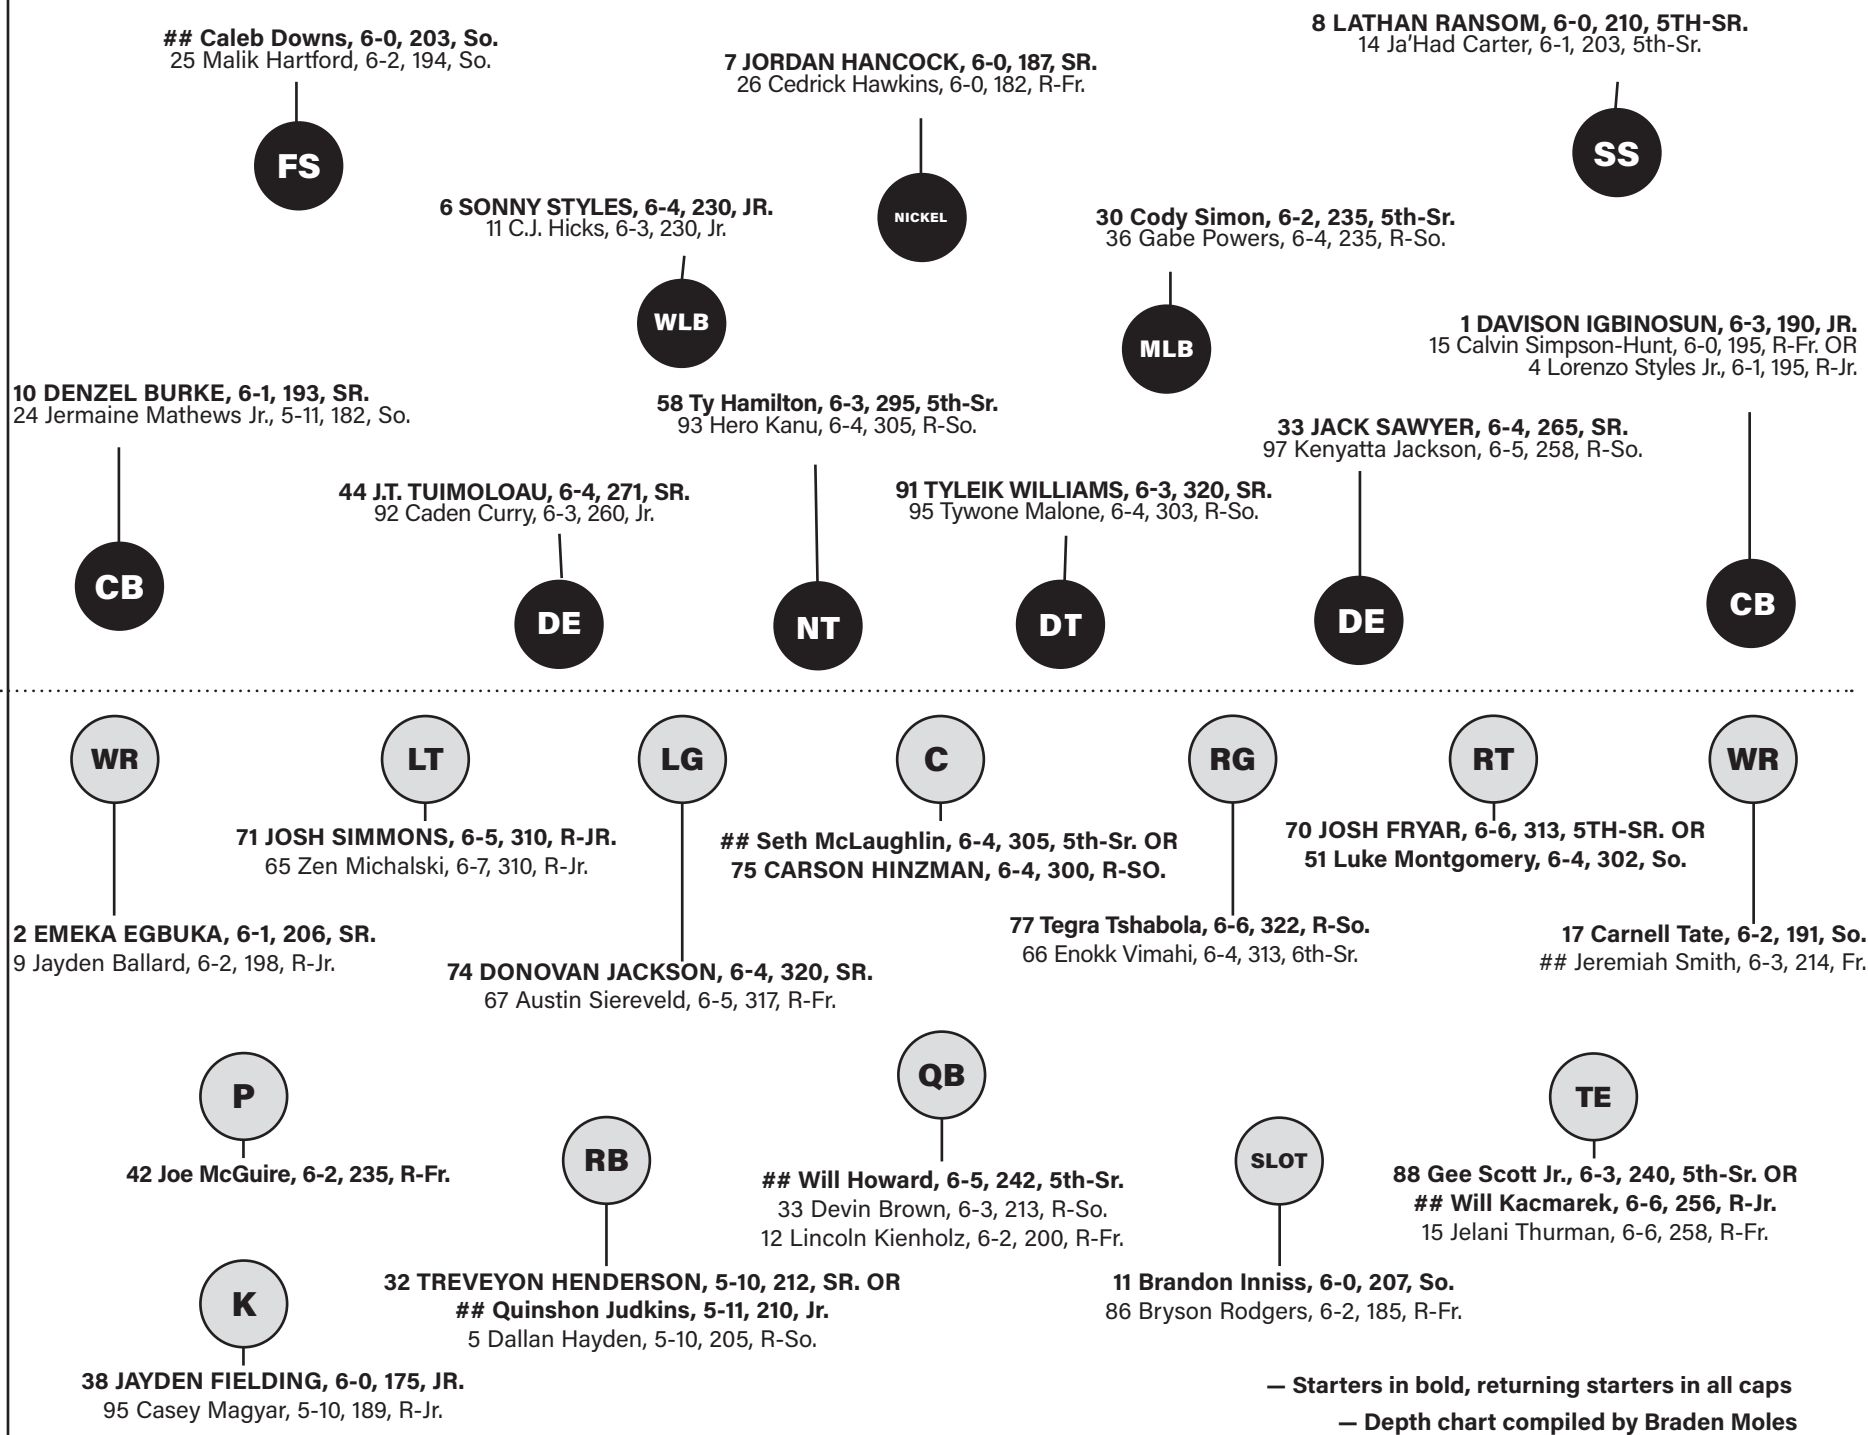 ## Caleb Downs, 6-0, 203, So.
25 Malik Hartford, 6-2, 194, So.
FS
7 JORDAN HANCOCK, 6-0, 187, SR.
26 Cedrick Hawkins, 6-0, 182, R-Fr.
NICKEL
8 LATHAN RANSOM, 6-0, 210, 5TH-SR.
14 Ja'Had Carter, 6-1, 203, 5th-Sr.
SS
6 SONNY STYLES, 6-4, 230, JR.
11 C.J. Hicks, 6-3, 230, Jr.
WLB
30 Cody Simon, 6-2, 235, 5th-Sr.
36 Gabe Powers, 6-4, 235, R-So.
MLB
1 DAVISON IGBINOSUN, 6-3, 190, JR.
15 Calvin Simpson-Hunt, 6-0, 195, R-Fr. OR
4 Lorenzo Styles Jr., 6-1, 195, R-Jr.
CB
10 DENZEL BURKE, 6-1, 193, SR.
24 Jermaine Mathews Jr., 5-11, 182, So.
CB
44 J.T. TUIMOLOAU, 6-4, 271, SR.
92 Caden Curry, 6-3, 260, Jr.
DE
58 Ty Hamilton, 6-3, 295, 5th-Sr.
93 Hero Kanu, 6-4, 305, R-So.
NT
91 TYLEIK WILLIAMS, 6-3, 320, SR.
95 Tywone Malone, 6-4, 303, R-So.
DT
33 JACK SAWYER, 6-4, 265, SR.
97 Kenyatta Jackson, 6-5, 258, R-So.
DE
WR
2 EMEKA EGBUKA, 6-1, 206, SR.
9 Jayden Ballard, 6-2, 198, R-Jr.
LT
71 JOSH SIMMONS, 6-5, 310, R-JR.
65 Zen Michalski, 6-7, 310, R-Jr.
LG
74 DONOVAN JACKSON, 6-4, 320, SR.
67 Austin Siereveld, 6-5, 317, R-Fr.
C
## Seth McLaughlin, 6-4, 305, 5th-Sr. OR
75 CARSON HINZMAN, 6-4, 300, R-SO.
RG
77 Tegra Tshabola, 6-6, 322, R-So.
66 Enokk Vimahi, 6-4, 313, 6th-Sr.
RT
70 JOSH FRYAR, 6-6, 313, 5TH-SR. OR
51 Luke Montgomery, 6-4, 302, So.
WR
17 Carnell Tate, 6-2, 191, So.
## Jeremiah Smith, 6-3, 214, Fr.
P
42 Joe McGuire, 6-2, 235, R-Fr.
K
38 JAYDEN FIELDING, 6-0, 175, JR.
95 Casey Magyar, 5-10, 189, R-Jr.
RB
32 TREVEYON HENDERSON, 5-10, 212, SR. OR
## Quinshon Judkins, 5-11, 210, Jr.
5 Dallan Hayden, 5-10, 205, R-So.
QB
## Will Howard, 6-5, 242, 5th-Sr.
33 Devin Brown, 6-3, 213, R-So.
12 Lincoln Kienholz, 6-2, 200, R-Fr.
SLOT
11 Brandon Inniss, 6-0, 207, So.
86 Bryson Rodgers, 6-2, 185, R-Fr.
TE
88 Gee Scott Jr., 6-3, 240, 5th-Sr. OR
## Will Kacmarek, 6-6, 256, R-Jr.
15 Jelani Thurman, 6-6, 258, R-Fr.
— Starters in bold, returning starters in all caps
— Depth chart compiled by Braden Moles